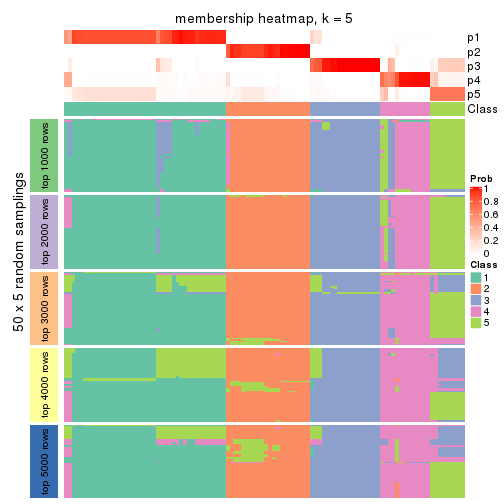 membership heatmap, k = 5
p1
p2
p3
p4
p5
Class
50 x 5 random samplings
top 1000 rows
top 2000 rows
top 3000 rows
top 4000 rows
top 5000 rows
Prob
1
0.8
0.6
0.4
0.2
0
Class
1
2
3
4
5